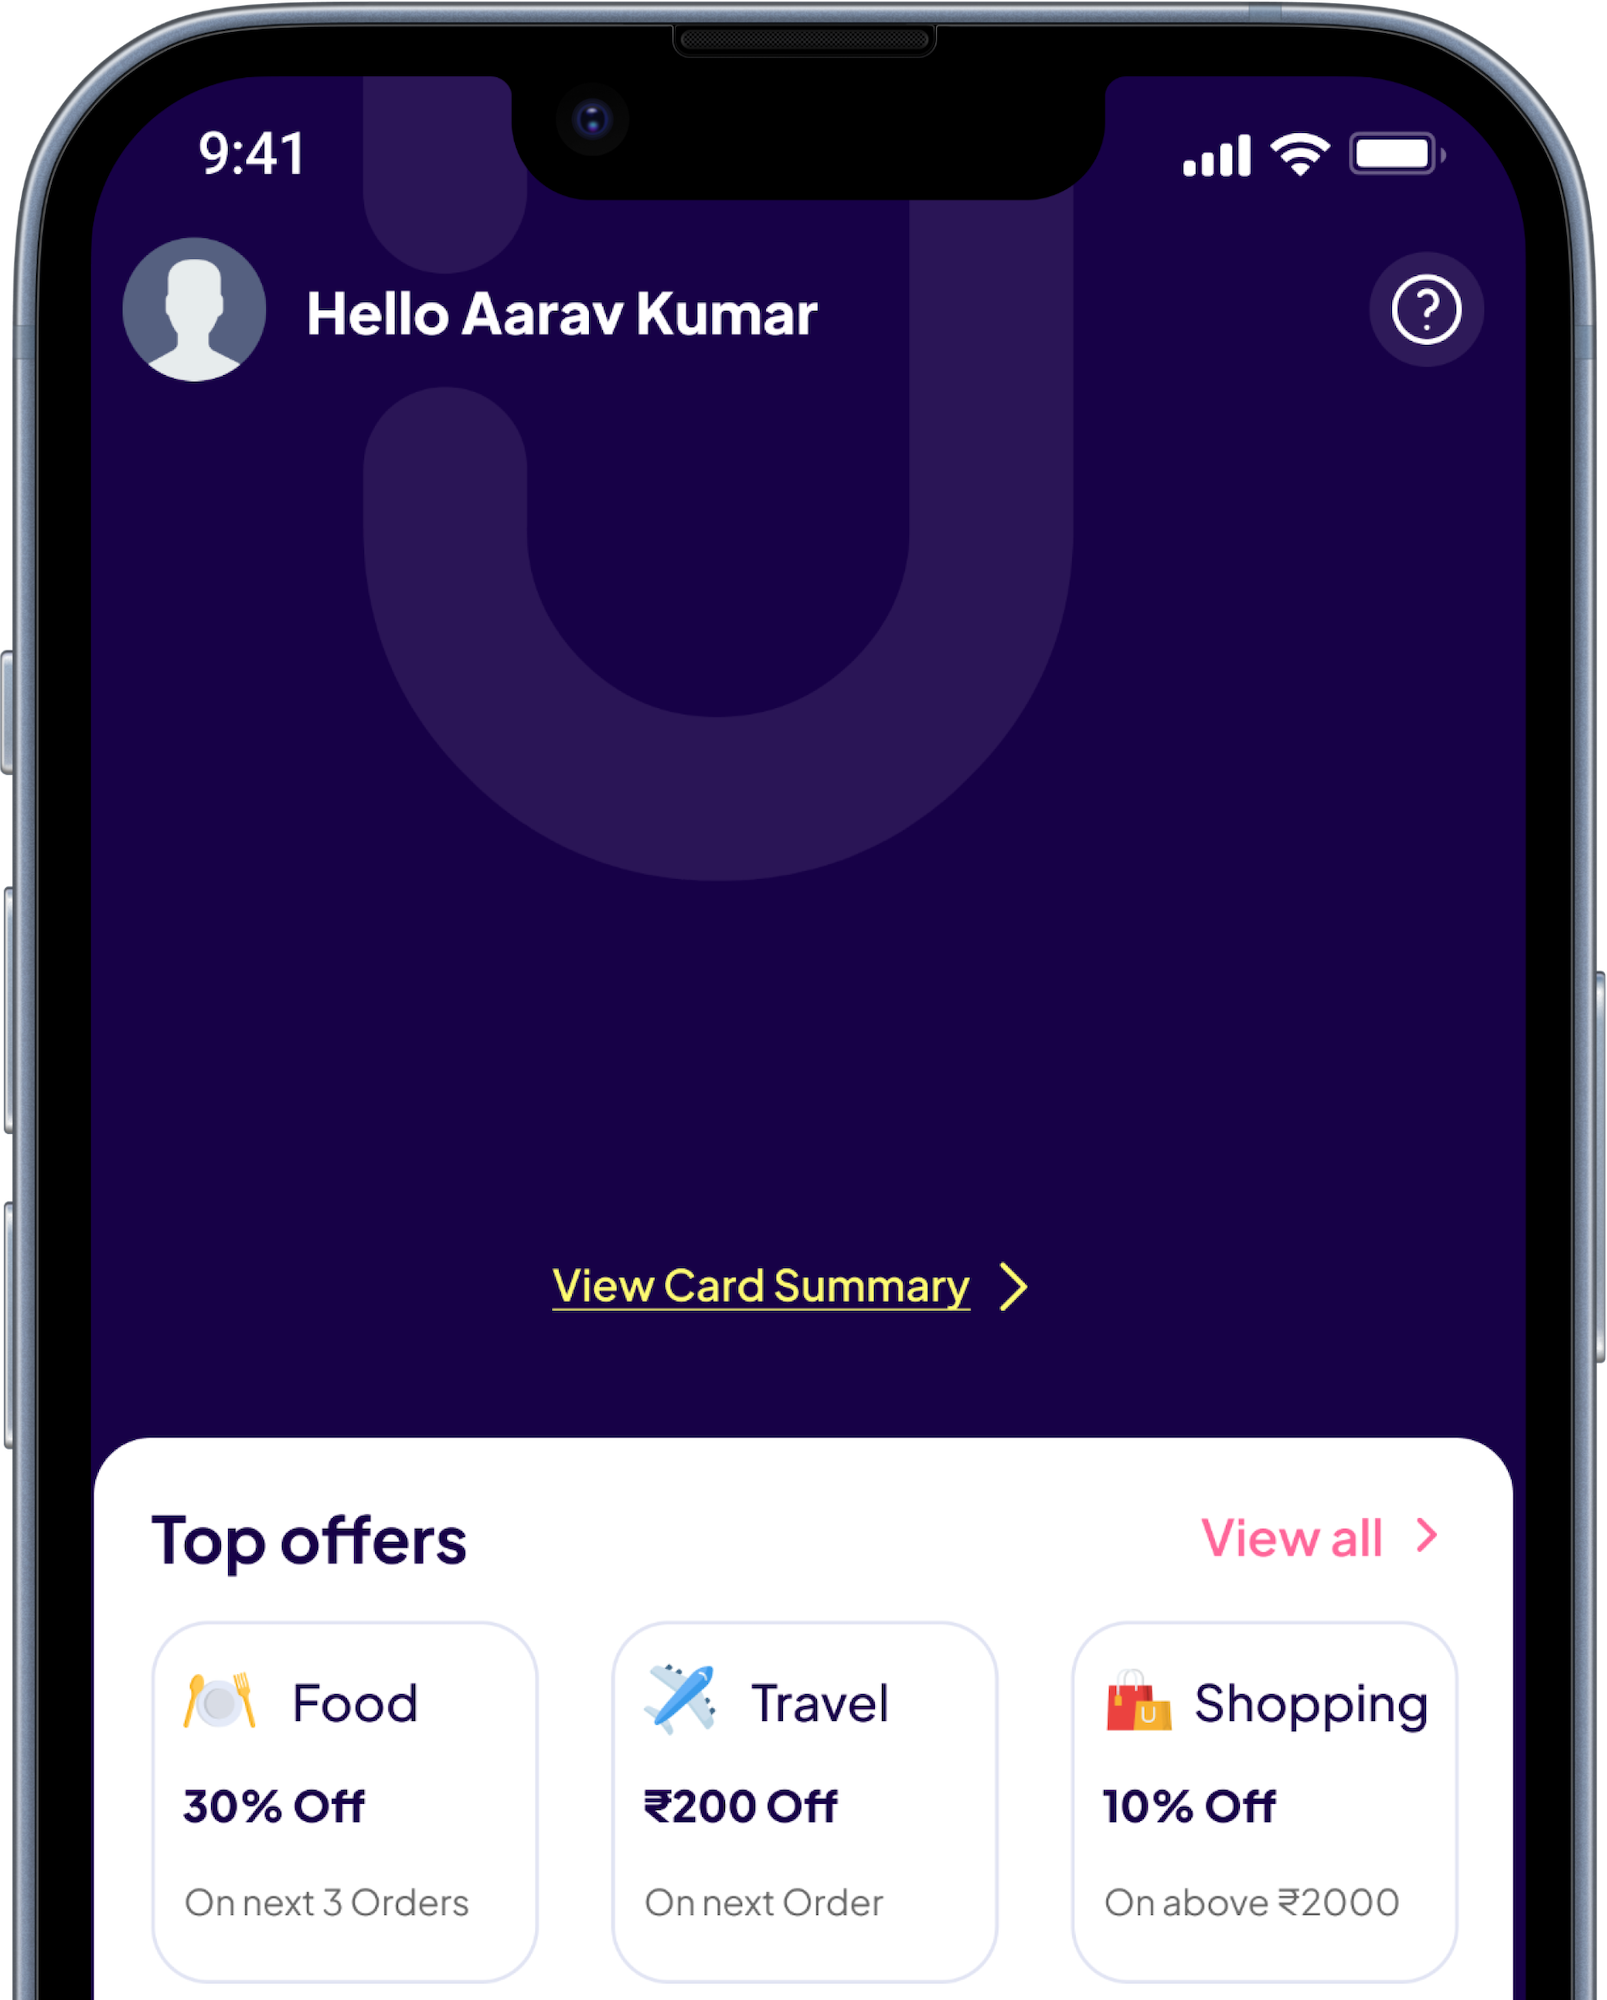 9:41
Hello Aarav Kumar
View Card Summary
Top offers
View all
Food
30% Off
On next 3 Orders
Travel
₹200 Off
On next Order
U
Shopping
10% Off
On above ₹2000